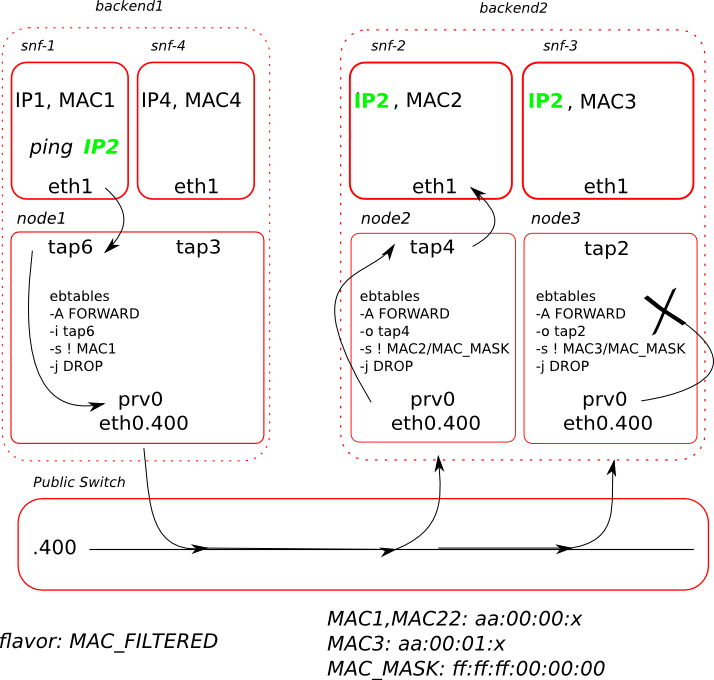 backend1
backend2
snf-1
snf-4
snf-2
snf-3
IP1, MAC1
IP4, MAC4
IP2 , MAC2
IP2 , MAC3
ping IP2
eth1
eth1
eth1
eth1
node1
node2
node3
tap6
tap3
tap4
tap2
ebtables
-A FORWARD
-i tap6
-s ! MAC1
-j DROP
ebtables
-A FORWARD
-o tap4
-s ! MAC2/MAC_MASK
-j DROP
ebtables
-A FORWARD
-o tap2
-s ! MAC3/MAC_MASK
-j DROP
prv0
eth0.400
prv0
eth0.400
prv0
eth0.400
Public Switch
.400
flavor: MAC_FILTERED
MAC1,MAC22: aa:00:00:x
MAC3: aa:00:01:x
MAC_MASK: ff:ff:ff:00:00:00